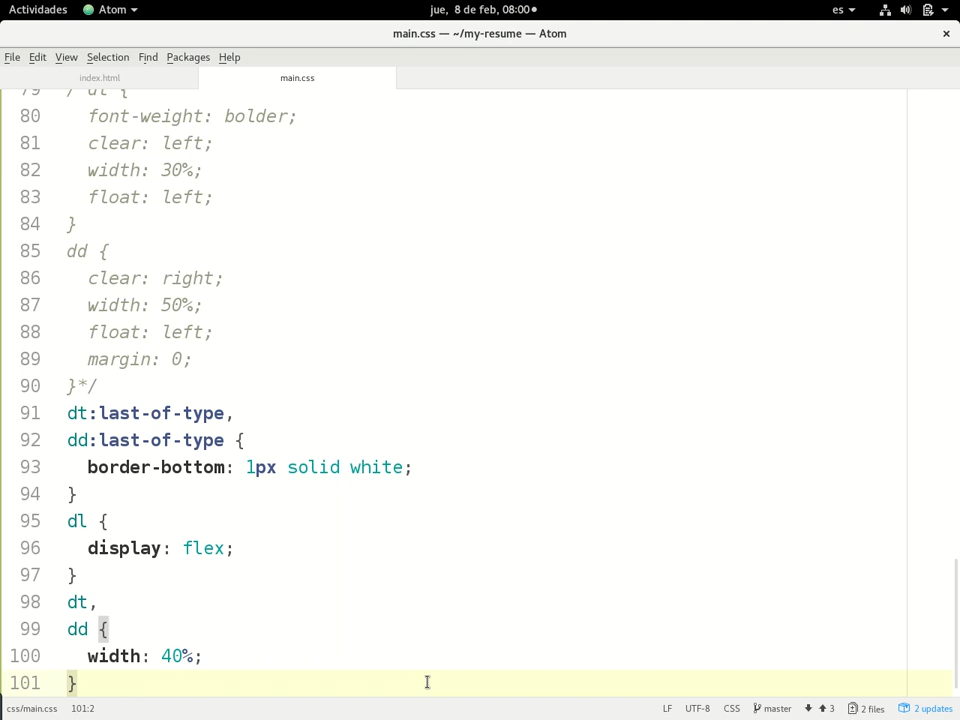 Actividades Atom jue, 8 de feb, 08:00 es
main.css — ~/my-resume — Atom ×
File Edit View Selection Find Packages Help
index.html main.css
79 / dt {
80 font-weight: bolder;
81 clear: left;
82 width: 30%;
83 float: left;
84 }
85 dd {
86 clear: right;
87 width: 50%;
88 float: left;
89 margin: 0;
90 }*/
91 dt:last-of-type,
92 dd:last-of-type {
93 border-bottom: 1px solid white;
94 }
95 dl {
96 display: flex;
97 }
98 dt,
99 dd {
100 width: 40%;
101 }
css/main.css 101:2 LF UTF-8 CSS master 3 2 files 2 updates